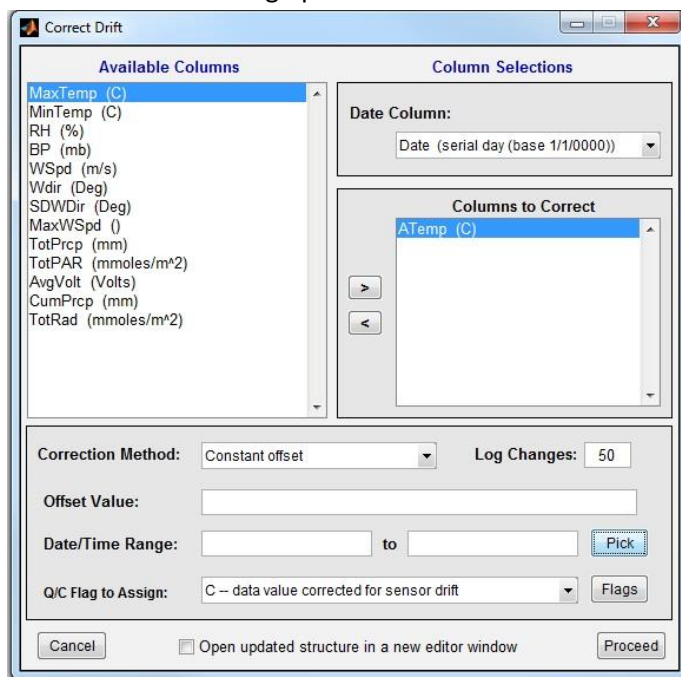 Correct Drift
Available Columns
MaxTemp (C)
MinTemp (C)
RH (%)
BP (mb)
WSpd (m/s)
Wdir (Deg)
SDWDir (Deg)
MaxWSpd ()
TotPrcp (mm)
TotPAR (mmoles/m^2)
AvgVolt (Volts)
CumPrcp (mm)
TotRad (mmoles/m^2)
Column Selections
Date Column:
Date (serial day (base 1/1/0000))
Columns to Correct
ATemp (C)
>
<
Correction Method: Constant offset Log Changes: 50
Offset Value:
Date/Time Range: to Pick
Q/C Flag to Assign: C -- data value corrected for sensor drift Flags
Cancel Open updated structure in a new editor window Proceed